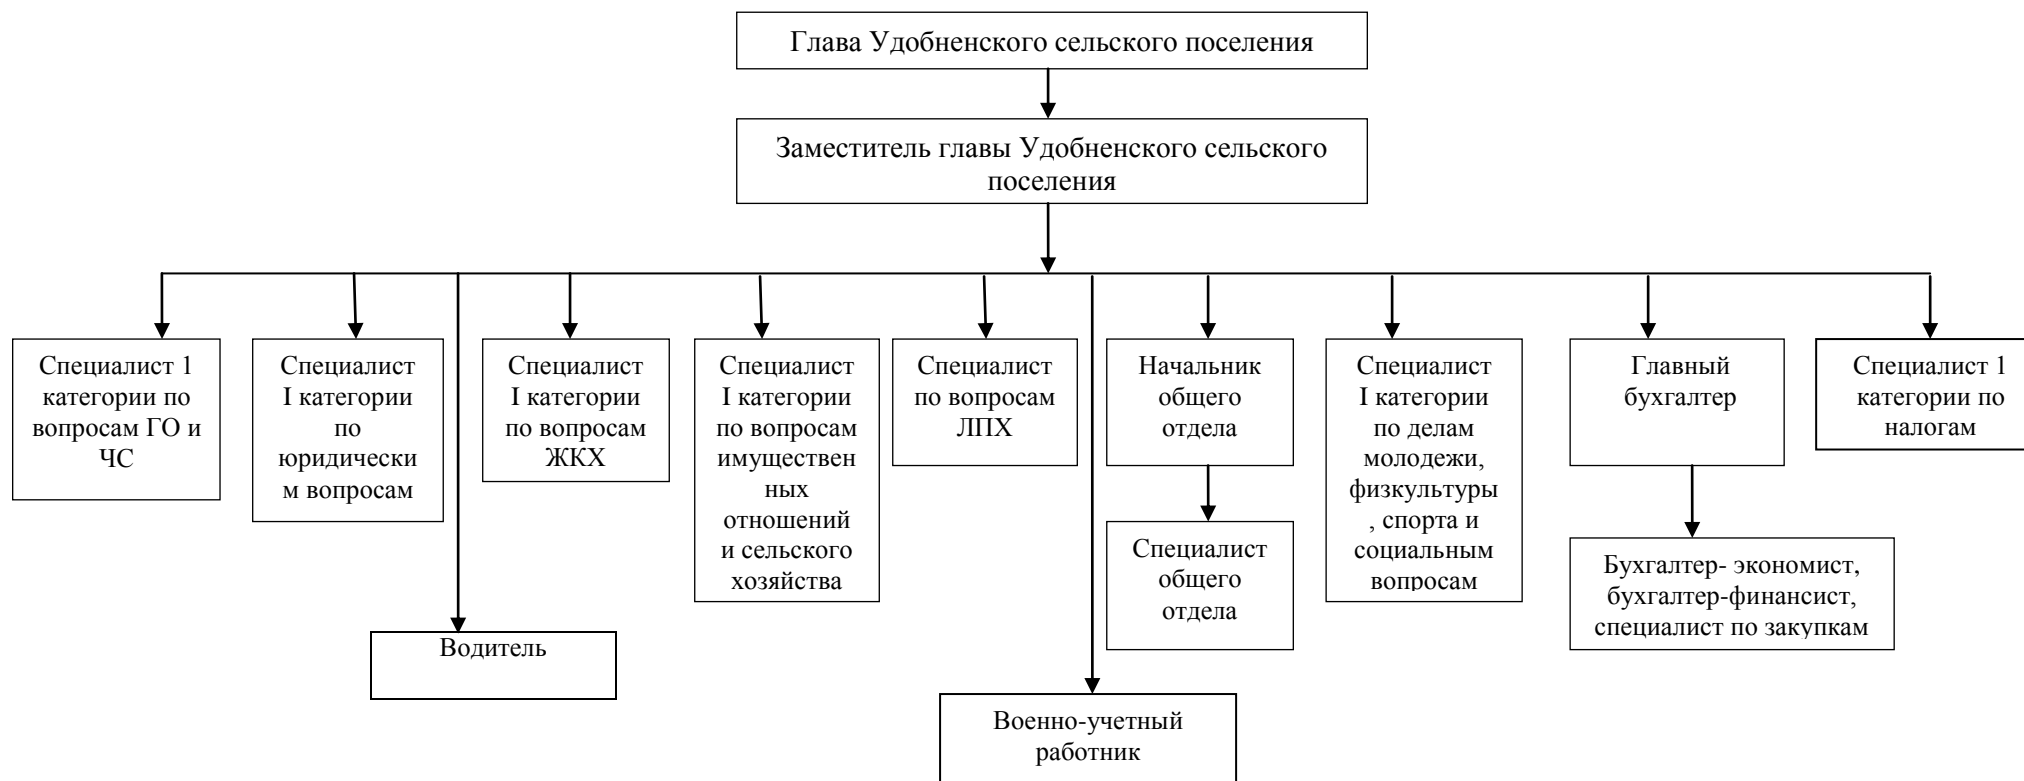 Глава Удобненского сельского поселения
Заместитель главы Удобненского сельского
поселения
Специалист 1
категории по
вопросам ГО и
ЧС
Специалист
I категории
по
юридически
м вопросам
Специалист
I категории
по вопросам
ЖКХ
Специалист
I категории
по вопросам
имуществен
ных
отношений
и сельского
хозяйства
Специалист
по вопросам
ЛПХ
Начальник
общего
отдела
Специалист
I категории
по делам
молодежи,
физкультуры
, спорта и
социальным
вопросам
Главный
бухгалтер
Специалист 1
категории по
налогам
Специалист
общего
отдела
Бухгалтер- экономист,
бухгалтер-финансист,
специалист по закупкам
Водитель
Военно-учетный
работник